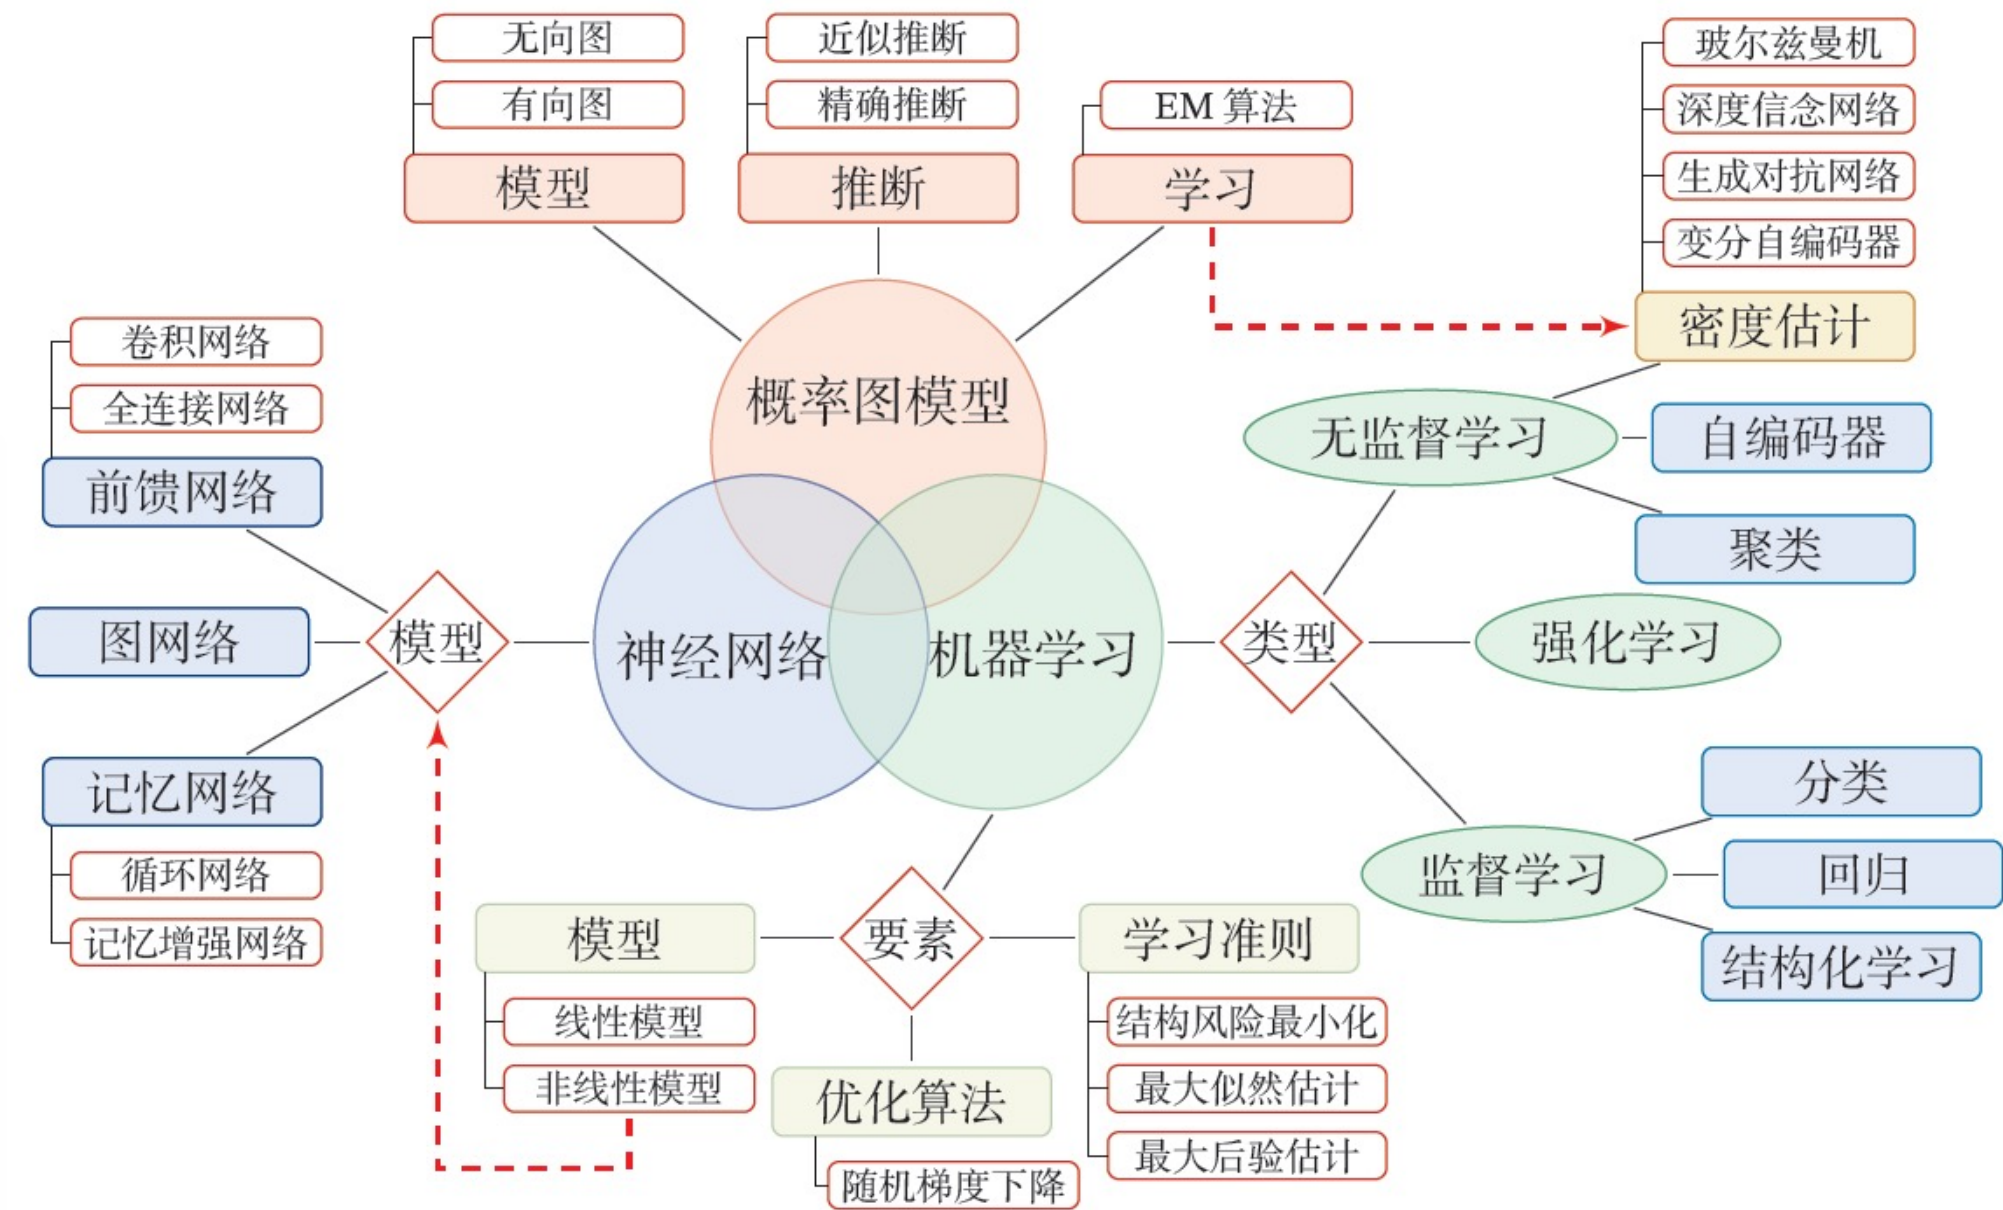 无向图
有向图
模型
近似推断
精确推断
推断
EM 算法
学习
玻尔兹曼机
深度信念网络
生成对抗网络
变分自编码器
密度估计
卷积网络
全连接网络
前馈网络
图网络
模型
记忆网络
循环网络
记忆增强网络
概率图模型
神经网络
机器学习
类型
无监督学习
自编码器
聚类
强化学习
监督学习
分类
回归
结构化学习
要素
模型
线性模型
非线性模型
优化算法
随机梯度下降
学习准则
结构风险最小化
最大似然估计
最大后验估计